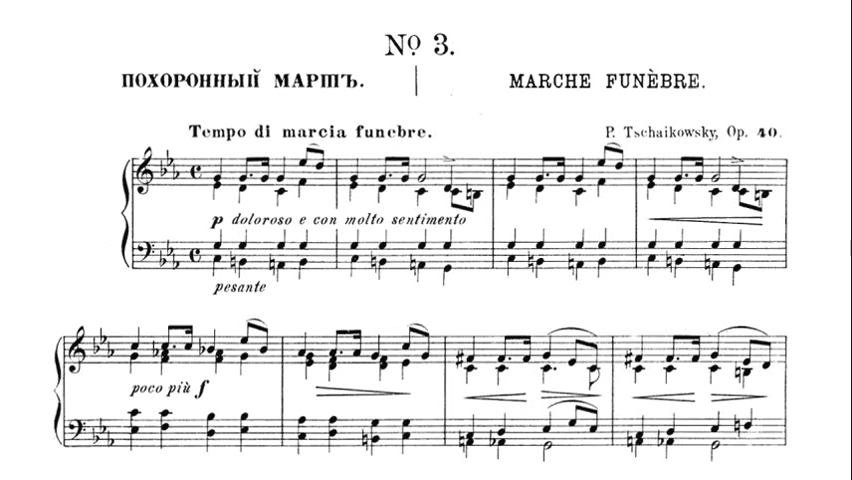 No. 3.
ПОХОРОННЫЙ МАРШЪ. MARCHE FUNÈBRE.
Tempo di marcia funebre. P. Tschaikowsky, Op. 40.
p doloroso e con molto sentimento
pesante
poco più f